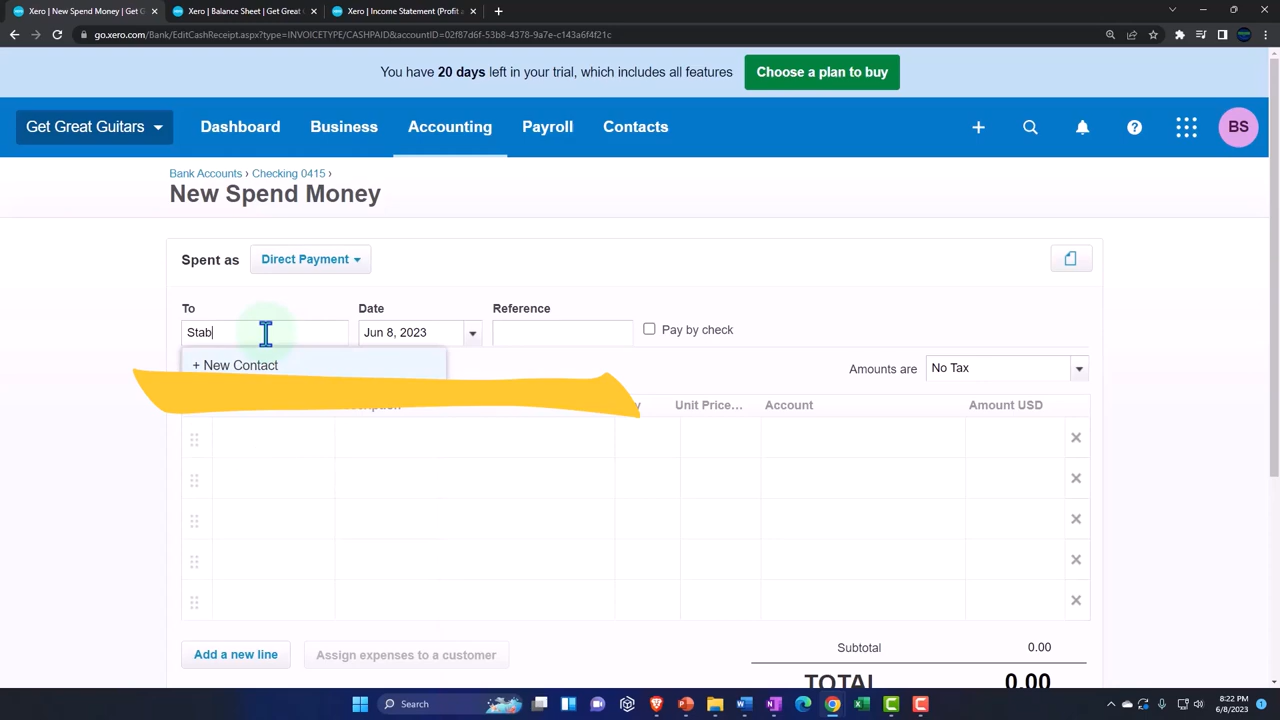 Xero | New Spend Money | Get G
Xero | Balance Sheet | Get Great G
Xero | Income Statement (Profit a
go.xero.com/Bank/EditCashReceipt.aspx?type=INVOICETYPE/CASHPAID&accountID=02f87d6f-53b8-4378-9a7e-c143a6f4f21c
You have 20 days left in your trial, which includes all features
Choose a plan to buy
Get Great Guitars
Dashboard
Business
Accounting
Payroll
Contacts
BS
Bank Accounts › Checking 0415 ›
New Spend Money
Spent as
Direct Payment
To
Date
Reference
Stab
Jun 8, 2023
Pay by check
+ New Contact
Amounts are
No Tax
Unit Price...
Account
Amount USD
Add a new line
Assign expenses to a customer
Subtotal
0.00
TOTAL
0.00
Search
8:22 PM
6/8/2023